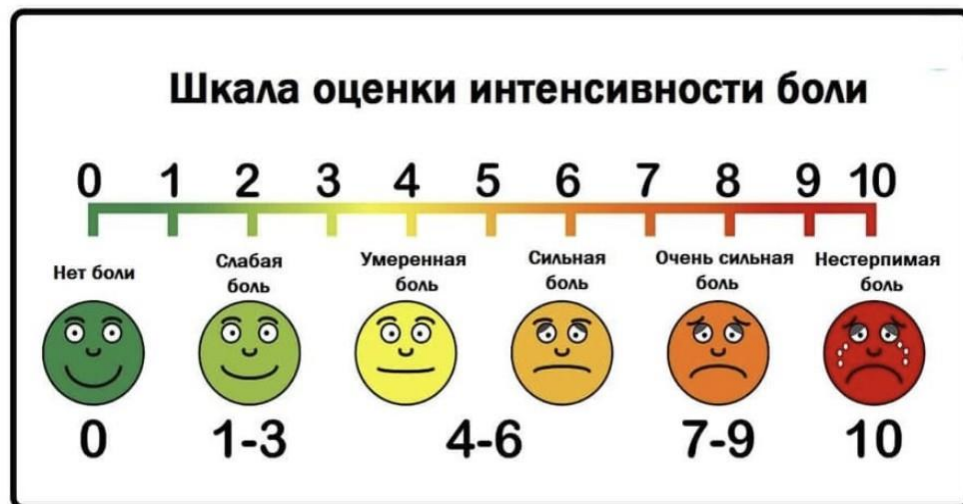 Шкала оценки интенсивности боли
0 1 2 3 4 5 6 7 8 9 10
Нет боли
Слабая
боль
Умеренная
боль
Сильная
боль
Очень сильная
боль
Нестерпимая
боль
0 1-3 4-6 7-9 10